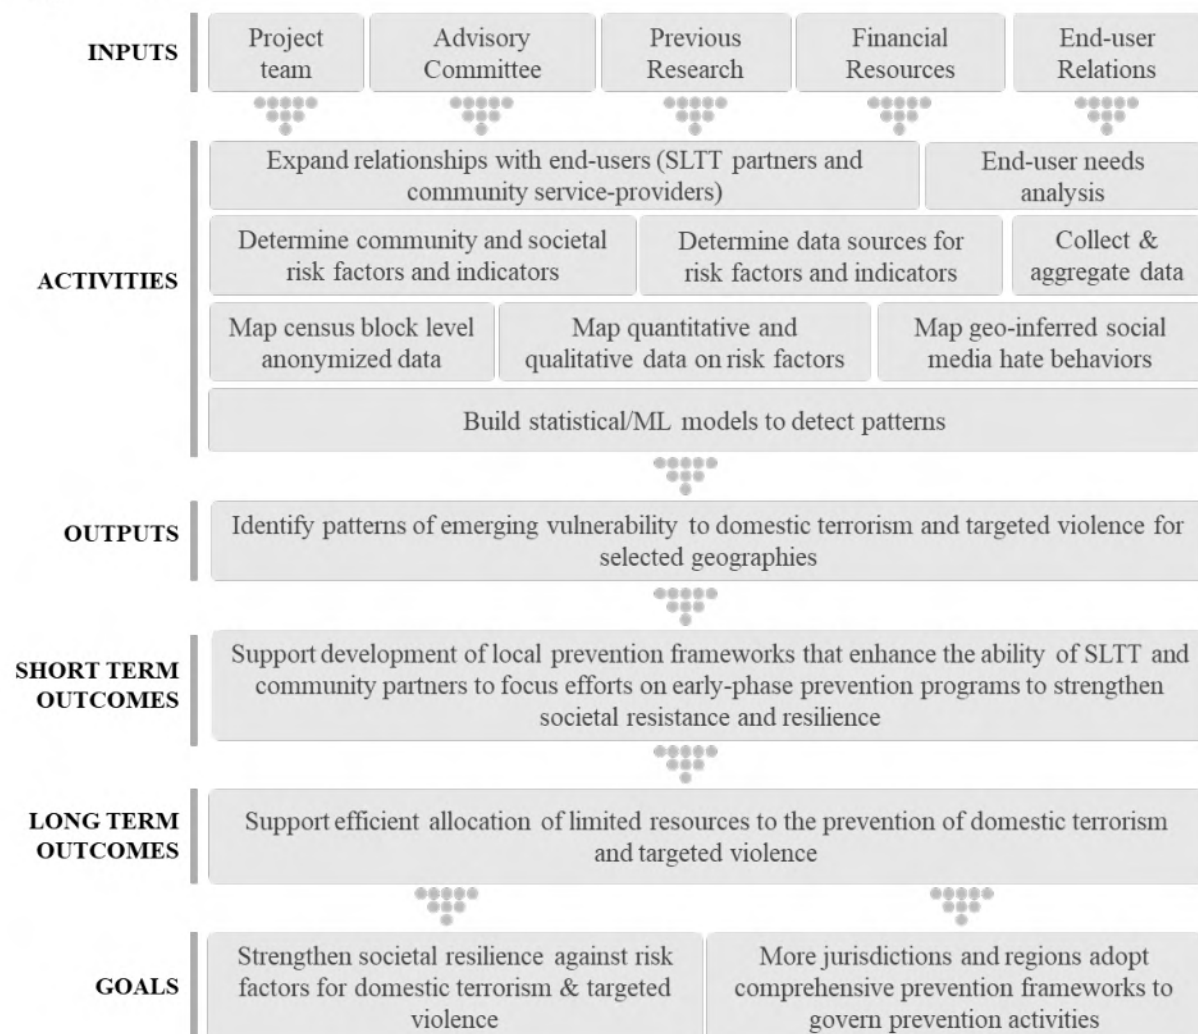 INPUTS
Project
team
Advisory
Committee
Previous
Research
Financial
Resources
End-user
Relations
ACTIVITIES
Expand relationships with end-users (SLTT partners and
community service-providers)
End-user needs
analysis
Determine community and societal
risk factors and indicators
Determine data sources for
risk factors and indicators
Collect &
aggregate data
Map census block level
anonymized data
Map quantitative and
qualitative data on risk factors
Map geo-inferred social
media hate behaviors
Build statistical/ML models to detect patterns
OUTPUTS
Identify patterns of emerging vulnerability to domestic terrorism and targeted violence for
selected geographies
SHORT TERM
OUTCOMES
Support development of local prevention frameworks that enhance the ability of SLTT and
community partners to focus efforts on early-phase prevention programs to strengthen
societal resistance and resilience
LONG TERM
OUTCOMES
Support efficient allocation of limited resources to the prevention of domestic terrorism
and targeted violence
GOALS
Strengthen societal resilience against risk
factors for domestic terrorism & targeted
violence
More jurisdictions and regions adopt
comprehensive prevention frameworks to
govern prevention activities